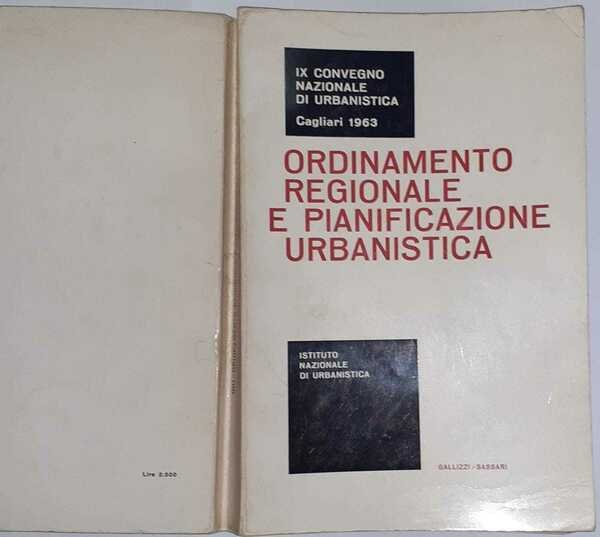 IX CONVEGNO
NAZIONALE
DI URBANISTICA
Cagliari 1963
ORDINAMENTO
REGIONALE
E PIANIFICAZIONE
URBANISTICA
ISTITUTO
NAZIONALE
DI URBANISTICA
GALLIZZI - SASSARI
Lire 2.500